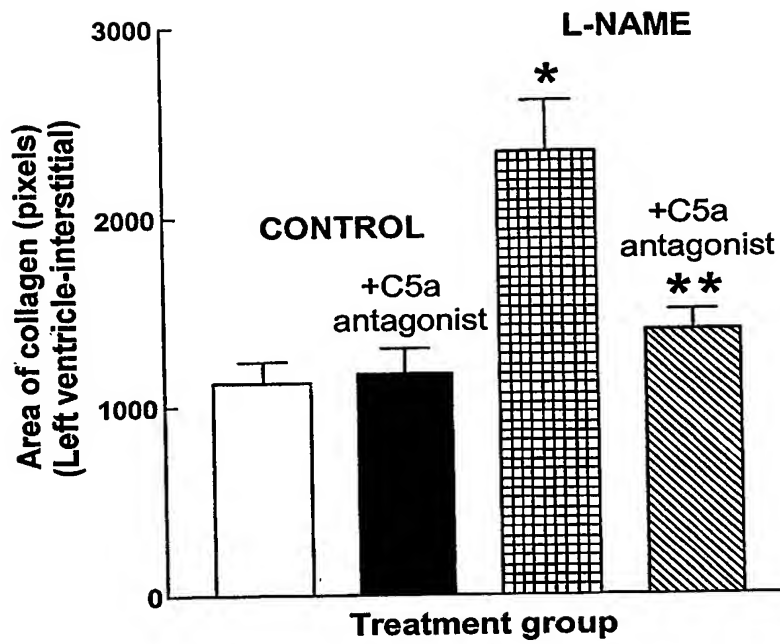 3000
L-NAME
*
2000
CONTROL
+C5a
antagonist
+C5a
antagonist
**
1000
0
Area of collagen (pixels)
(Left ventricle-interstitial)
Treatment group